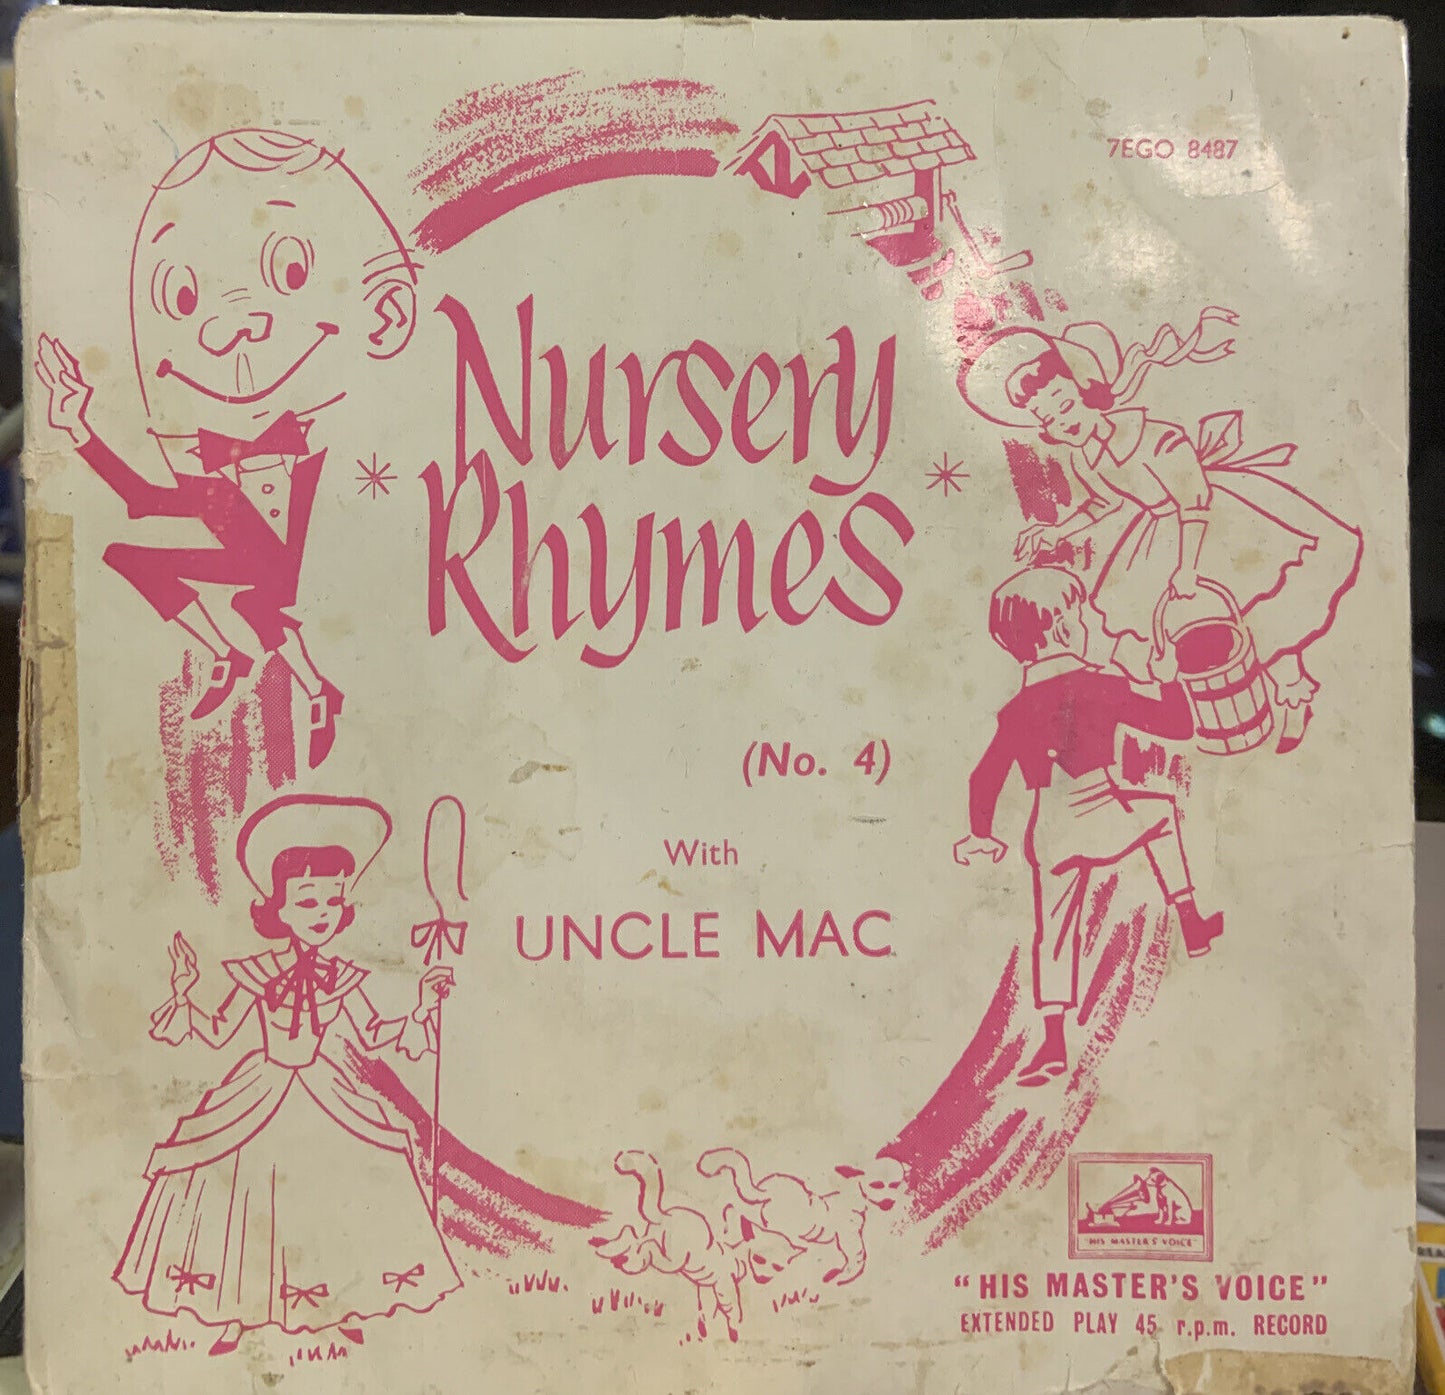 7EGO 8487
Nursery
Rhymes
(No. 4)
With
UNCLE MAC
"HIS MASTER'S VOICE"
"HIS MASTER'S VOICE"
EXTENDED PLAY 45 r.p.m. RECORD